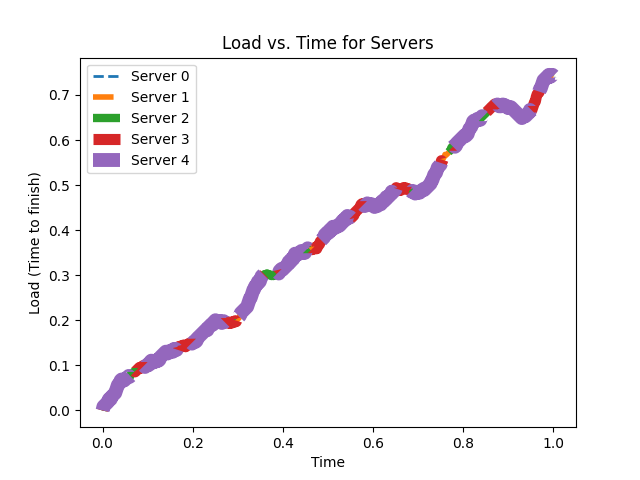 Load vs. Time for Servers
Server 0
Server 1
Server 2
Server 3
Server 4
Load (Time to finish)
0.7
0.6
0.5
0.4
0.3
0.2
0.1
0.0
0.0 0.2 0.4 0.6 0.8 1.0
Time